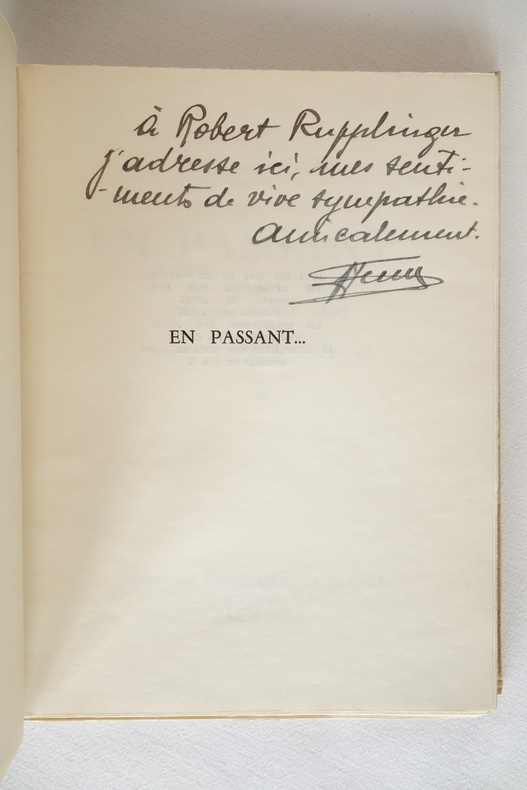 à Robert Rupplinger
j'adresse ici, mes senti-
-ments de vive sympathie.
Amicalement.
EN PASSANT...